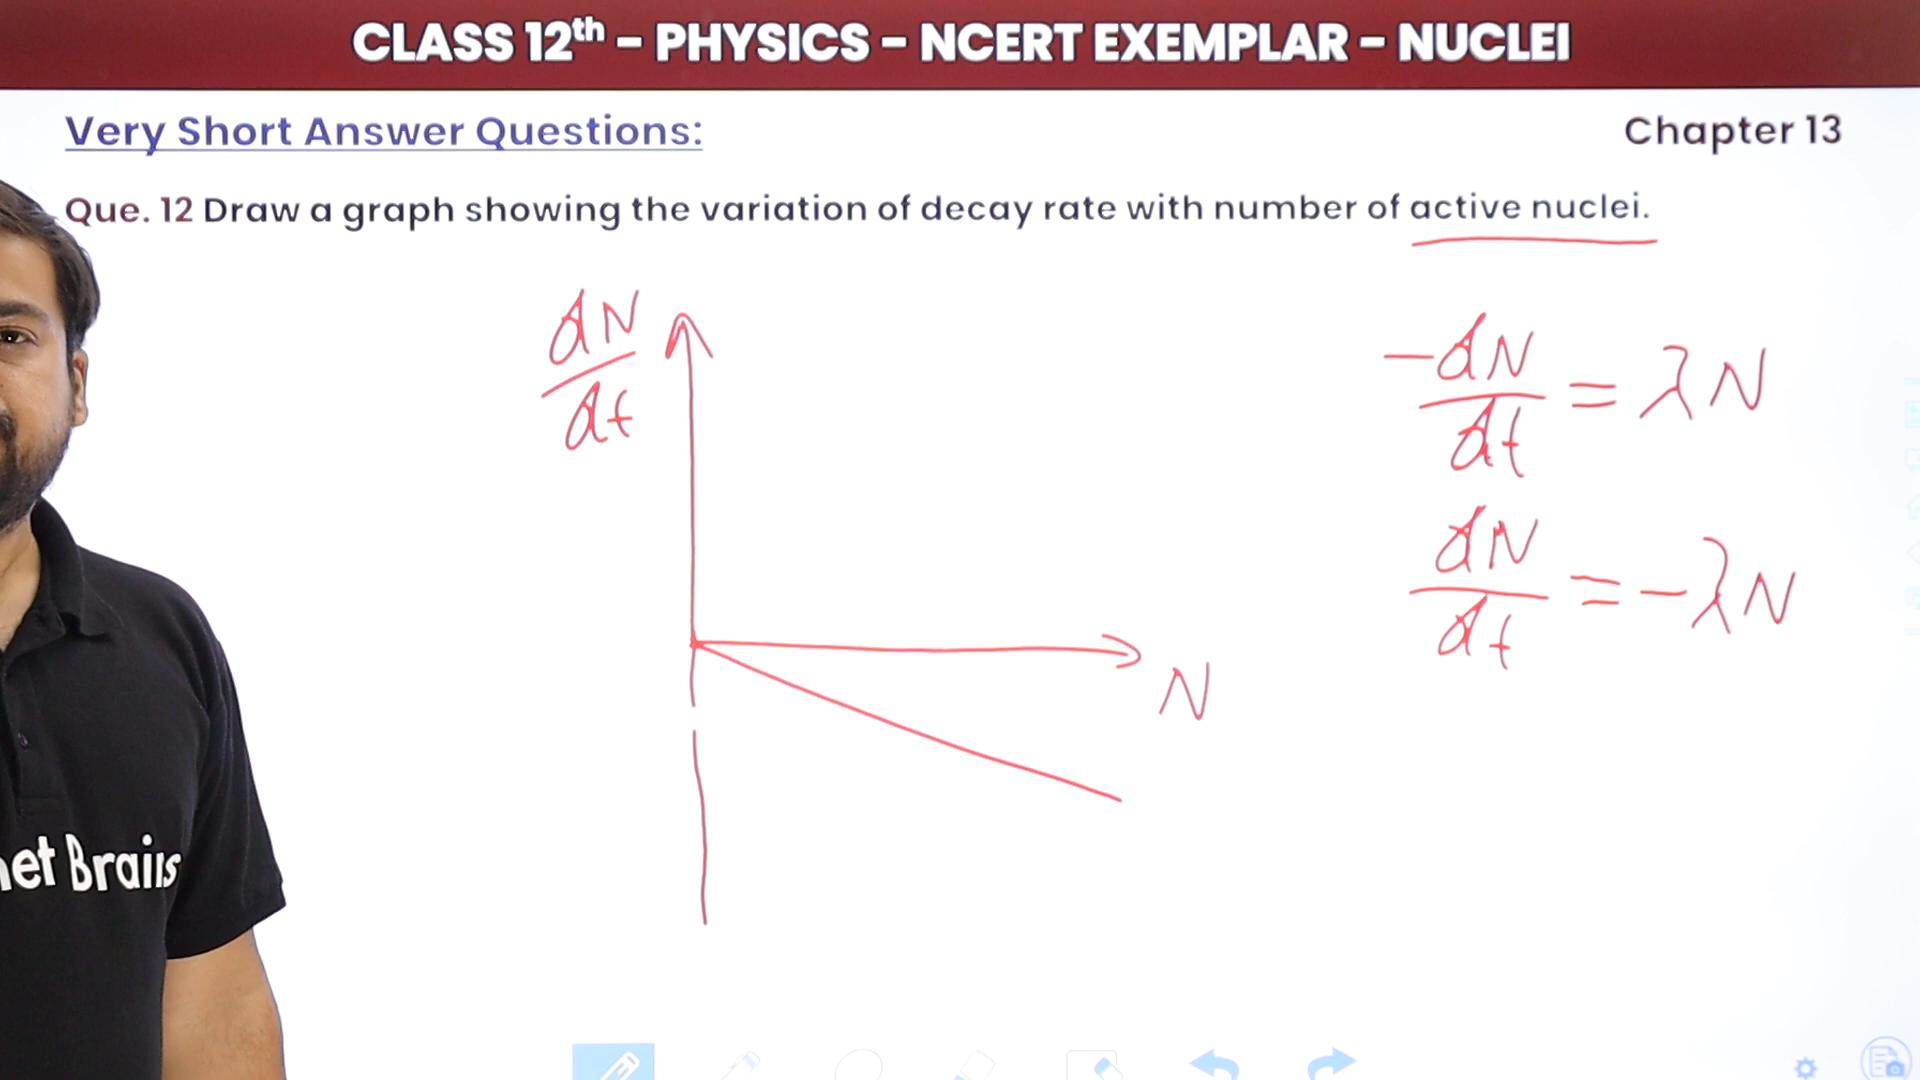 CLASS 12th - PHYSICS - NCERT EXEMPLAR - NUCLEI
Very Short Answer Questions:
Chapter 13
Que. 12 Draw a graph showing the variation of decay rate with number of active nuclei.
dN/dt
-dN/dt = λN
dN/dt = -λN
N
net Brains